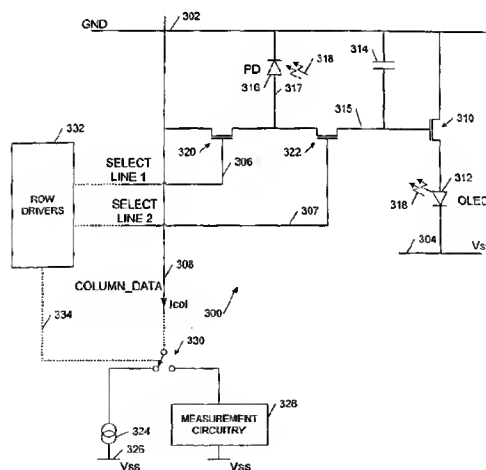 GND
302
PD
318
314
316
317
332
315
310
320
306
322
SELECT
LINE 1
312
ROW
DRIVERS
SELECT
LINE 2
307
318
OLED
304
Vss
308
COLUMN_DATA
Icol
300
334
330
328
MEASUREMENT
CIRCUITRY
324
326
Vss
Vss